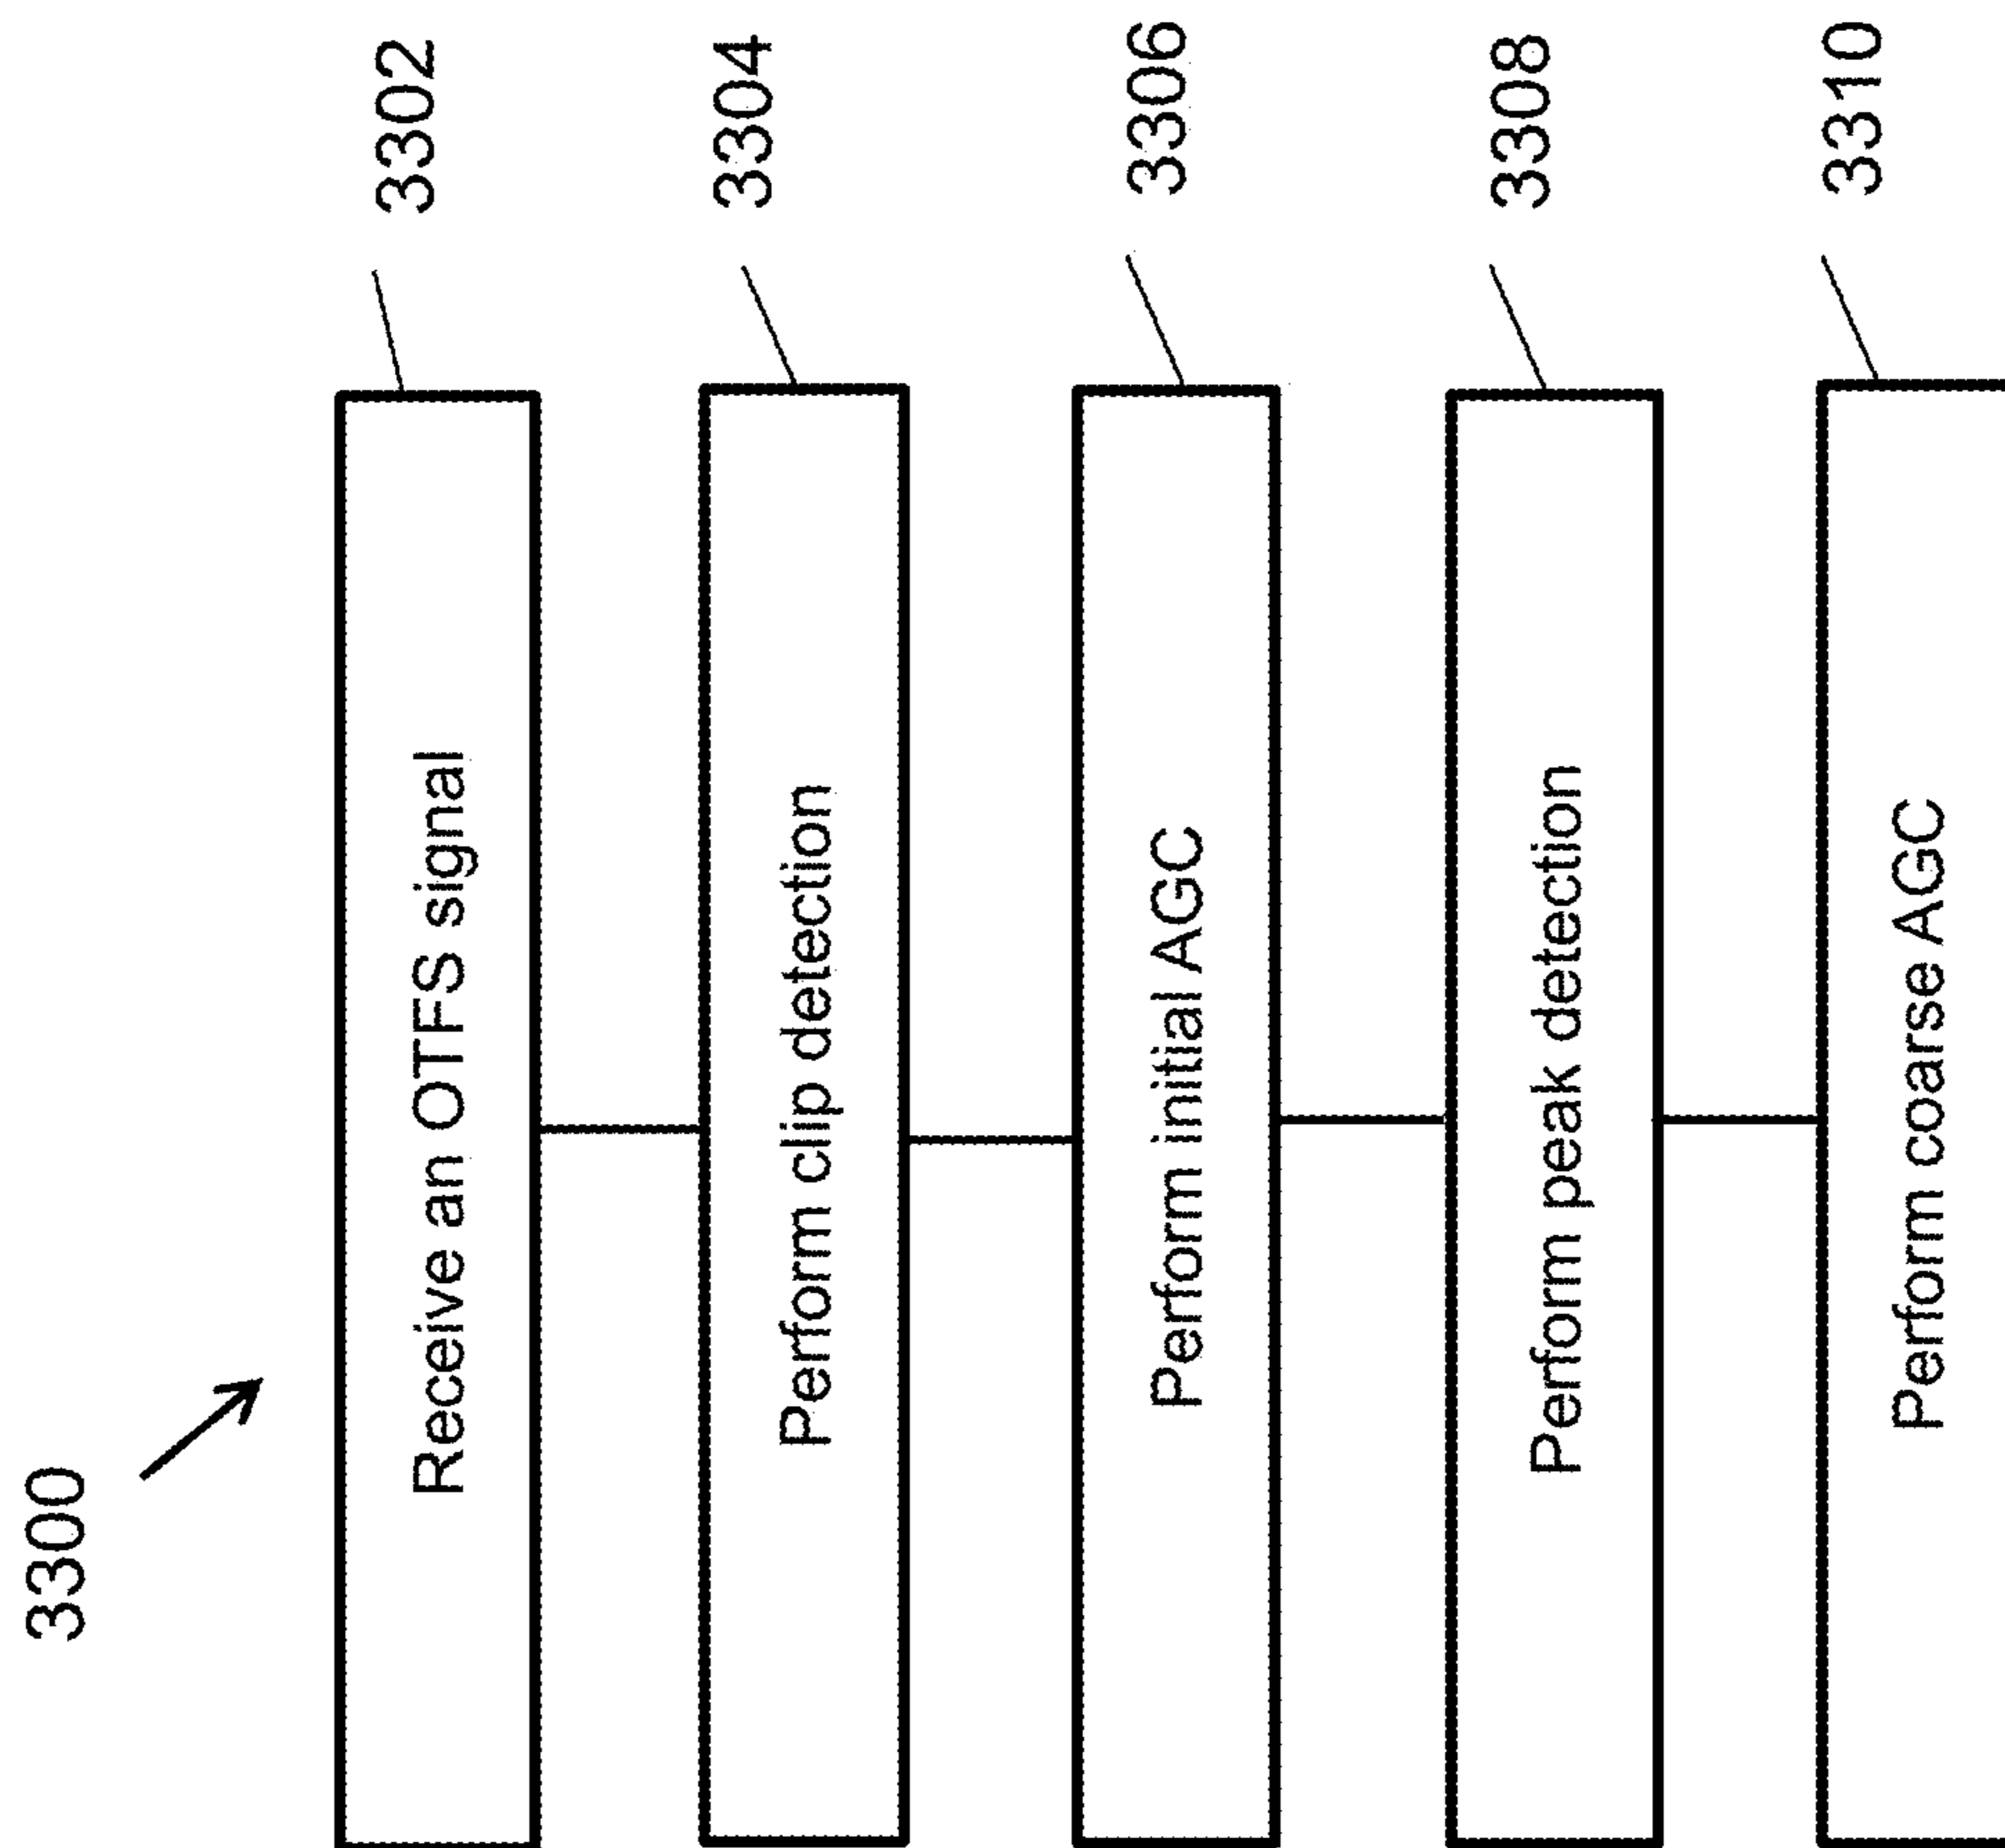 3300
Receive an OTFS signal
3302
Perform clip detection
3304
Perform initial AGC
3306
Perform peak detection
3308
Perform coarse AGC
3310